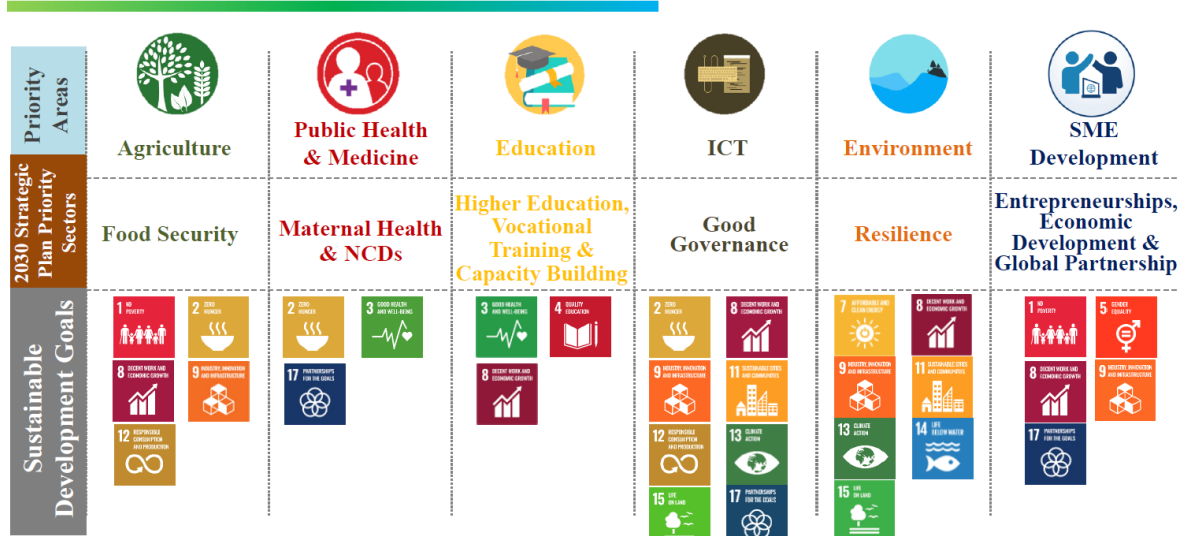 Priority
Areas
Agriculture
Public Health
& Medicine
Education
ICT
Environment
SME
Development
2030 Strategic
Plan Priority
Sectors
Food Security
Maternal Health
& NCDs
Higher Education,
Vocational
Training &
Capacity Building
Good
Governance
Resilience
Entrepreneurships,
Economic
Development &
Global Partnership
Sustainable
Development Goals
1 NO
POVERTY
2 ZERO
HUNGER
8 DECENT WORK AND
ECONOMIC GROWTH
9 INDUSTRY, INNOVATION
AND INFRASTRUCTURE
12 RESPONSIBLE
CONSUMPTION
AND PRODUCTION
2 ZERO
HUNGER
3 GOOD HEALTH
AND WELL-BEING
17 PARTNERSHIPS
FOR THE GOALS
3 GOOD HEALTH
AND WELL-BEING
4 QUALITY
EDUCATION
8 DECENT WORK AND
ECONOMIC GROWTH
2 ZERO
HUNGER
8 DECENT WORK AND
ECONOMIC GROWTH
9 INDUSTRY, INNOVATION
AND INFRASTRUCTURE
11 SUSTAINABLE CITIES
AND COMMUNITIES
12 RESPONSIBLE
CONSUMPTION
AND PRODUCTION
13 CLIMATE
ACTION
15 LIFE
ON LAND
17 PARTNERSHIPS
FOR THE GOALS
7 AFFORDABLE AND
CLEAN ENERGY
8 DECENT WORK AND
ECONOMIC GROWTH
9 INDUSTRY, INNOVATION
AND INFRASTRUCTURE
11 SUSTAINABLE CITIES
AND COMMUNITIES
13 CLIMATE
ACTION
14 LIFE
BELOW WATER
15 LIFE
ON LAND
1 NO
POVERTY
5 GENDER
EQUALITY
8 DECENT WORK AND
ECONOMIC GROWTH
9 INDUSTRY, INNOVATION
AND INFRASTRUCTURE
17 PARTNERSHIPS
FOR THE GOALS